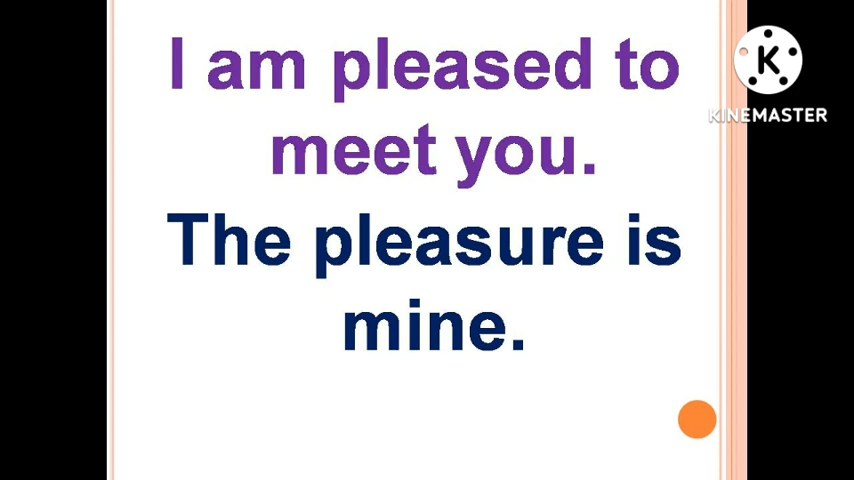 I am pleased to
meet you.
The pleasure is
mine.
K
KINEMASTER